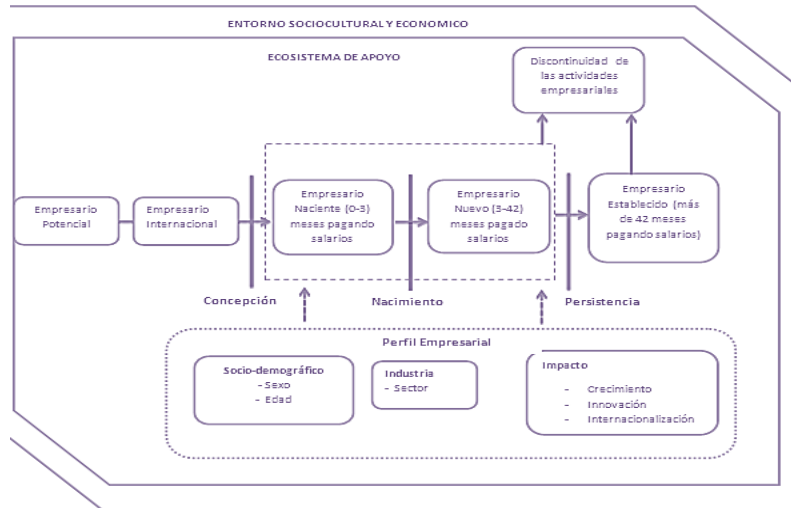 ENTORNO SOCIOCULTURAL Y ECONOMICO
ECOSISTEMA DE APOYO
Discontinuidad de
las actividades
empresariales
Empresario
Potencial
Empresario
Internacional
Empresario
Naciente (0-3)
meses pagando
salarios
Empresario
Nuevo (3-42)
meses pagado
salarios
Empresario
Establecido (más
de 42 meses
pagando salarios)
Concepción
Nacimiento
Persistencia
Perfil Empresarial
Socio-demográfico
- Sexo
- Edad
Industria
- Sector
Impacto
- Crecimiento
- Innovación
- Internacionalización